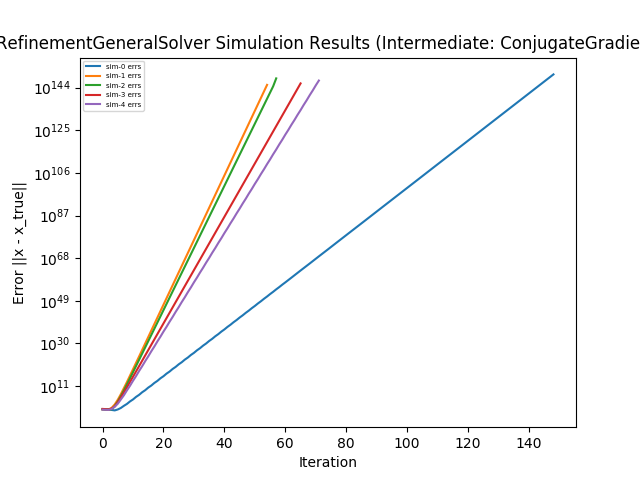 RefinementGeneralSolver Simulation Results (Intermediate: ConjugateGradie
sim-0 errs
sim-1 errs
sim-2 errs
sim-3 errs
sim-4 errs
10^144
10^125
10^106
10^87
10^68
10^49
10^30
10^11
Error ||x - x_true||
0 20 40 60 80 100 120 140
Iteration